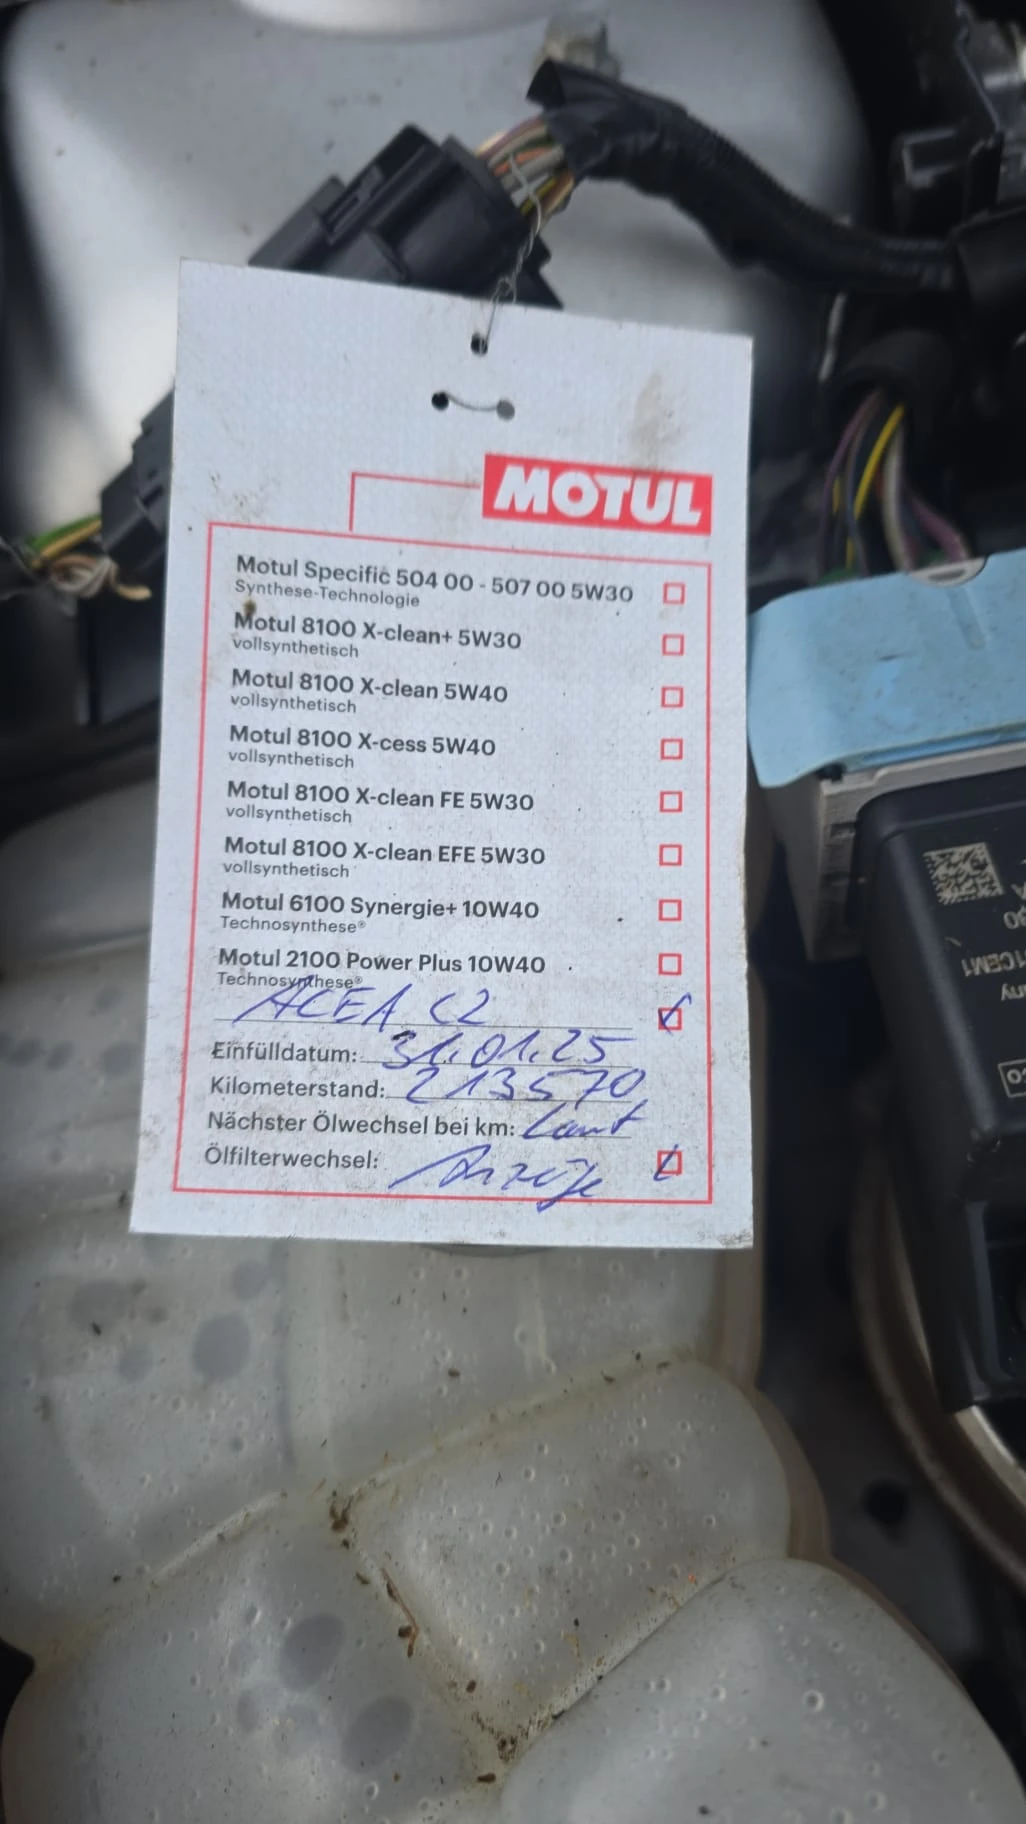 MOTUL
Motul Specific 504 00 - 507 00 5W30
Synthese-Technologie
Motul 8100 X-clean+ 5W30
vollsynthetisch
Motul 8100 X-clean 5W40
vollsynthetisch
Motul 8100 X-cess 5W40
vollsynthetisch
Motul 8100 X-clean FE 5W30
vollsynthetisch
Motul 8100 X-clean EFE 5W30
vollsynthetisch
Motul 6100 Synergie+ 10W40
Technosynthese®
Motul 2100 Power Plus 10W40
Technosynthese®
ACEA C2
Einfülldatum: 31.01.25
Kilometerstand: 213570
Nächster Ölwechsel bei km: Laut
Ölfilterwechsel: Anzeige